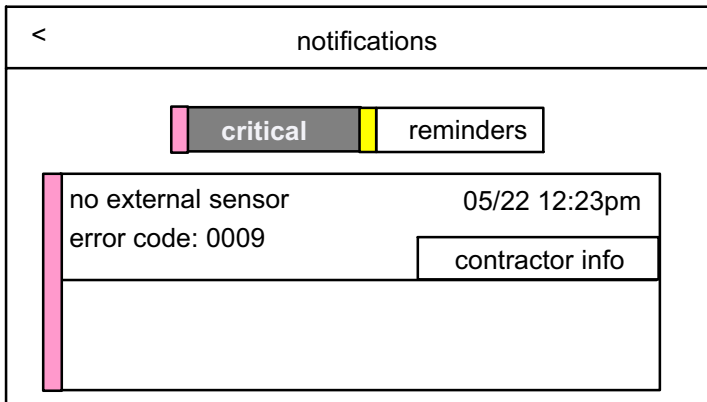 < notifications
critical reminders
no external sensor 05/22 12:23pm
error code: 0009
contractor info